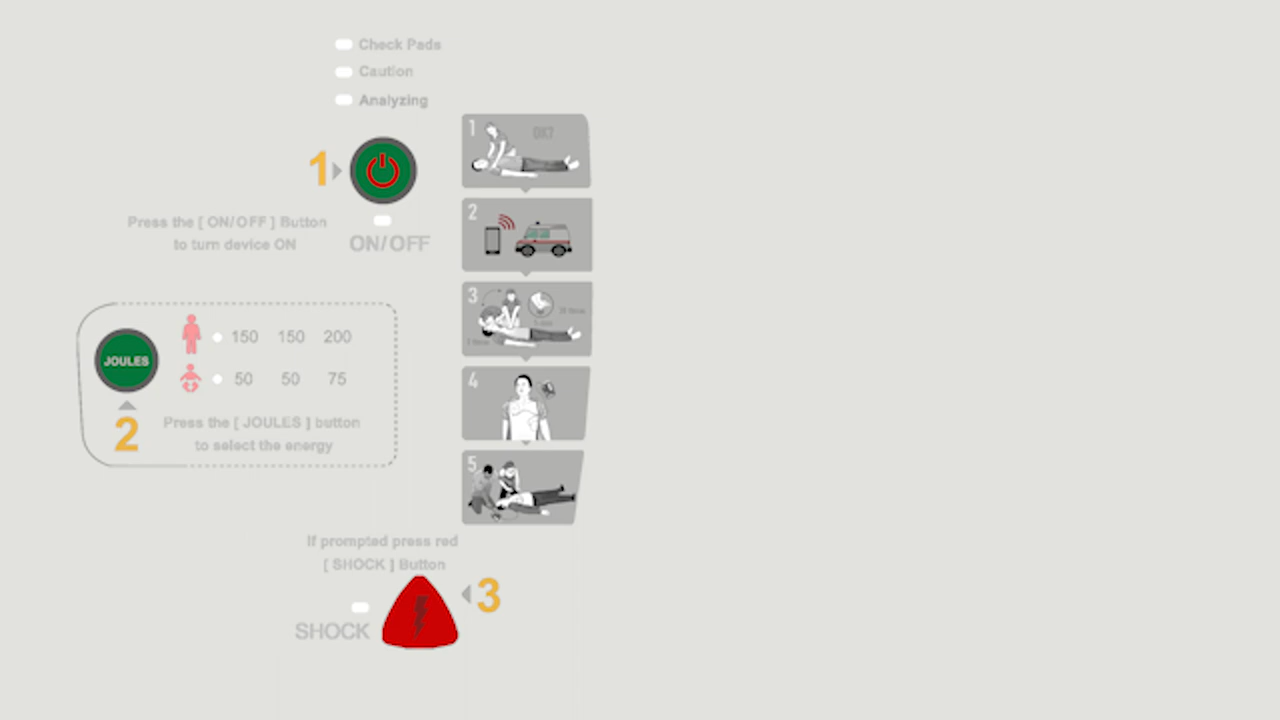 Check Pads
Caution
Analyzing
1
Press the [ ON/OFF ] Button
to turn device ON
ON/OFF
JOULES
150 150 200
50 50 75
2
Press the [ JOULES ] button
to select the energy
If prompted press red
[ SHOCK ] Button
3
SHOCK
1
2
3
4
5